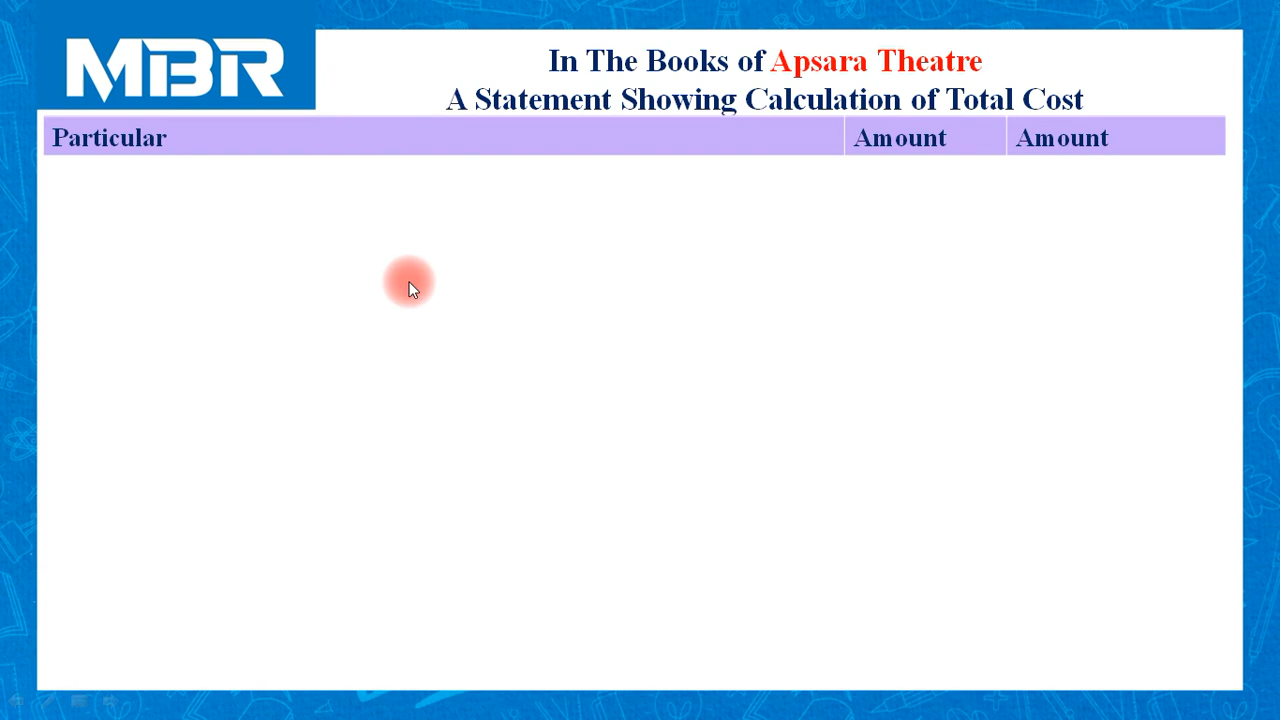 MBR
In The Books of Apsara Theatre
A Statement Showing Calculation of Total Cost
Particular Amount Amount